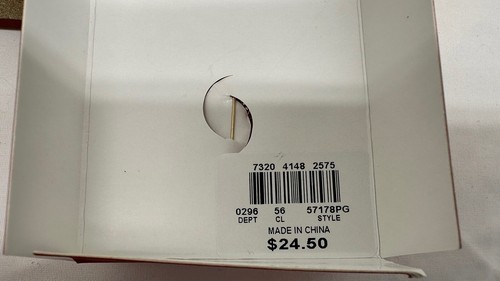 7320 4148 2575
0296 56 57178PG
DEPT CL STYLE
MADE IN CHINA
$24.50